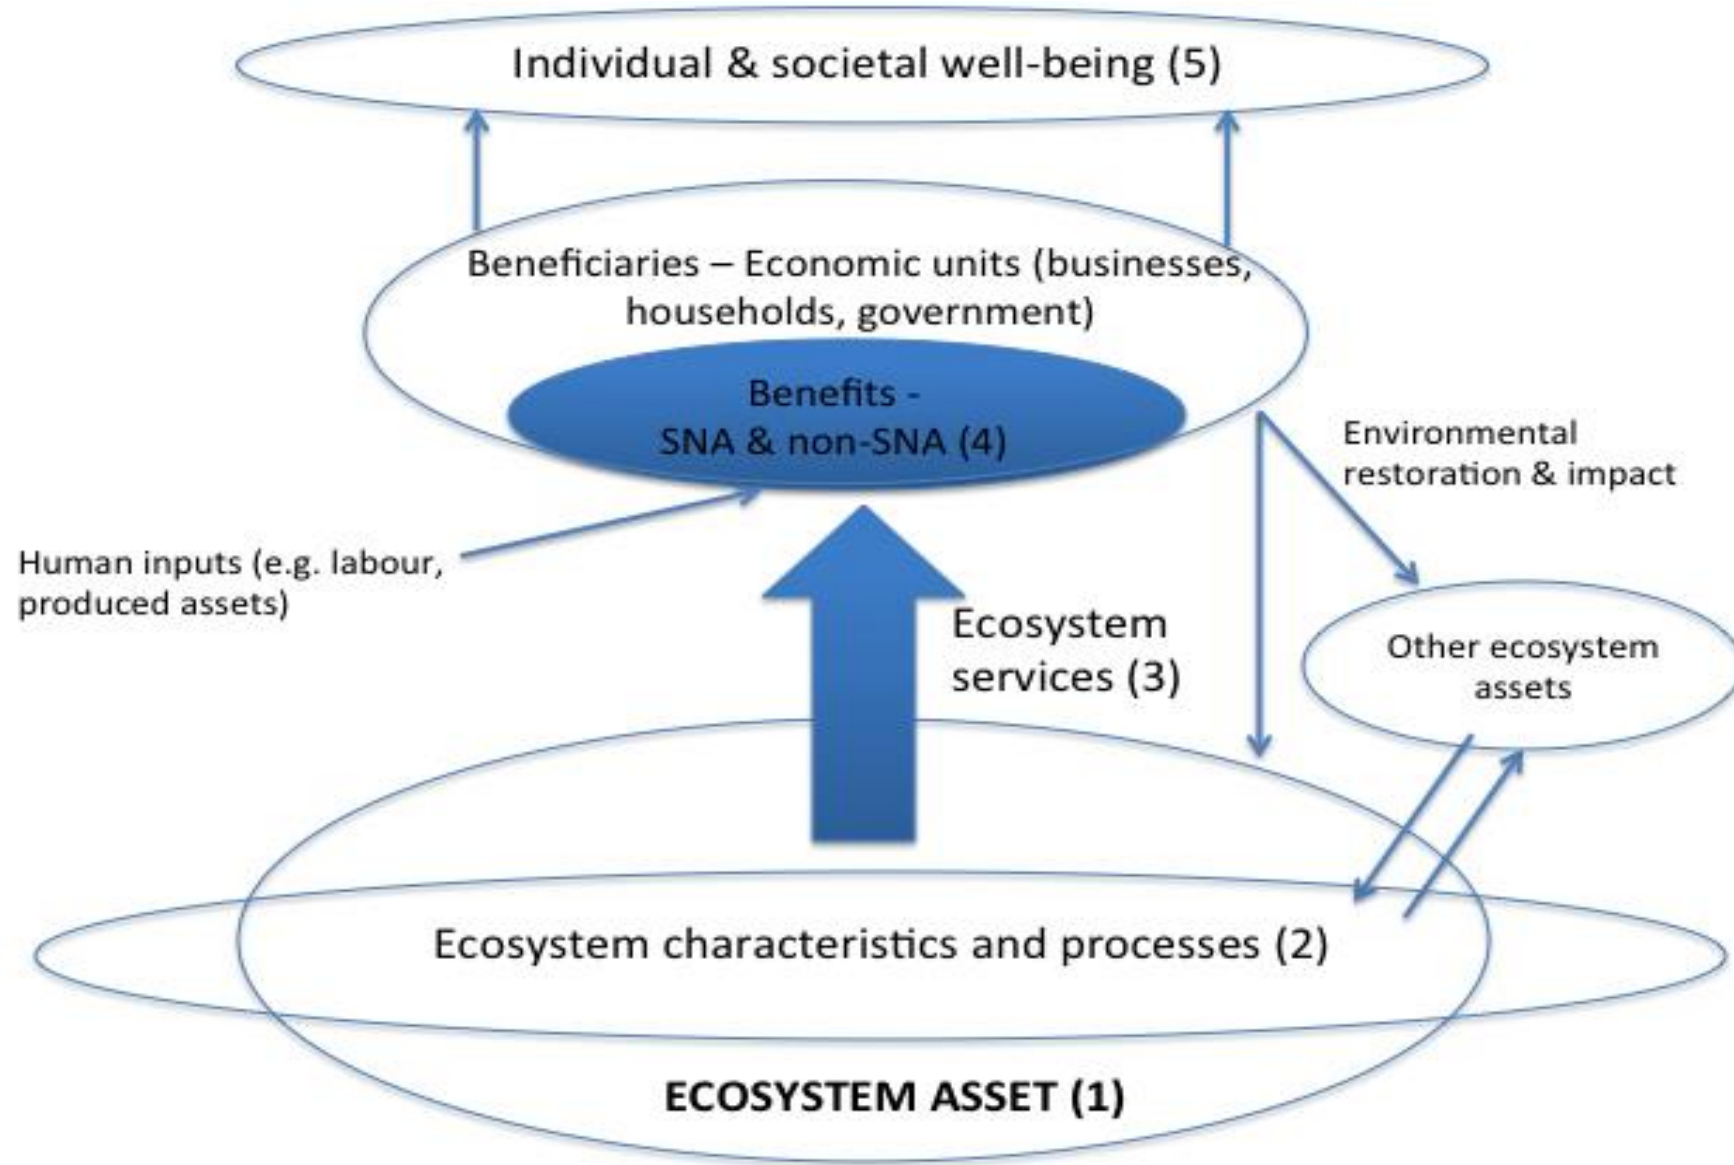 Individual & societal well-being (5)
Beneficiaries – Economic units (businesses,
households, government)
Benefits -
SNA & non-SNA (4)
Environmental
restoration & impact
Human inputs (e.g. labour,
produced assets)
Ecosystem
services (3)
Other ecosystem
assets
Ecosystem characteristics and processes (2)
ECOSYSTEM ASSET (1)